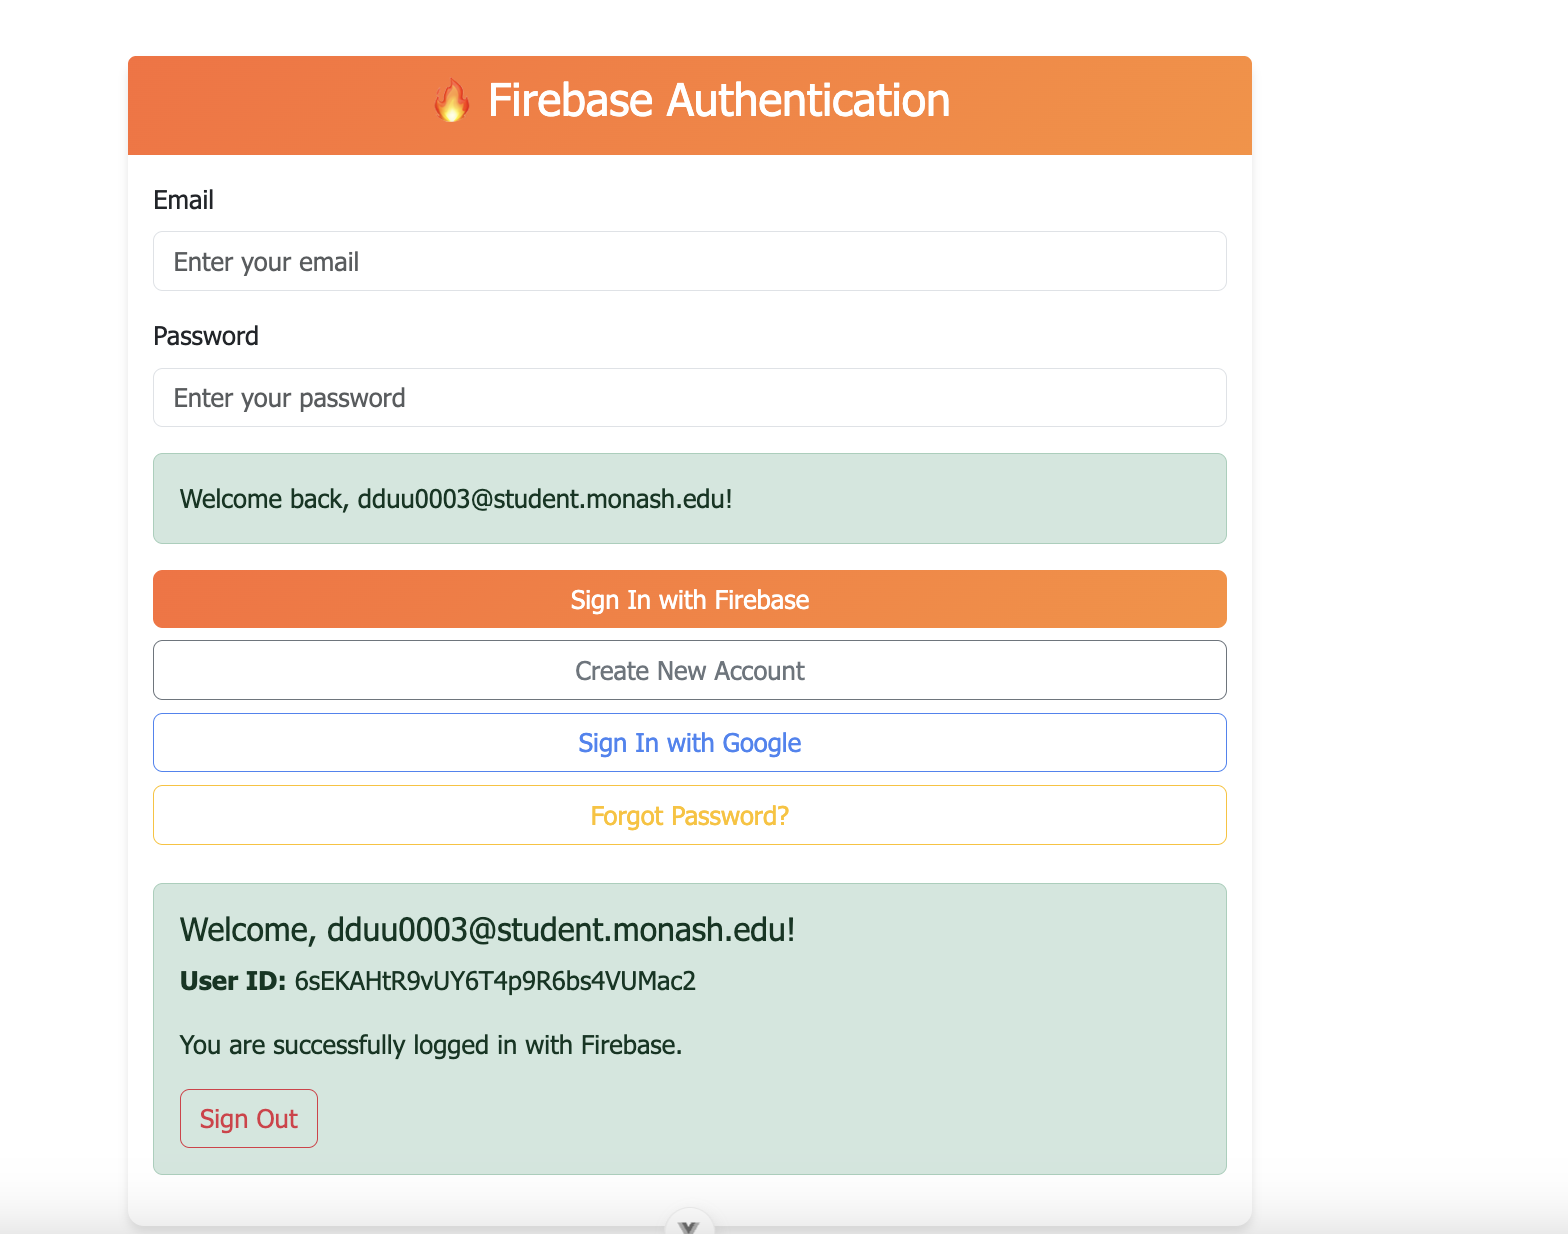 Firebase Authentication
Email
Enter your email
Password
Enter your password
Welcome back, dduu0003@student.monash.edu!
Sign In with Firebase
Create New Account
Sign In with Google
Forgot Password?
Welcome, dduu0003@student.monash.edu!
User ID: 6sEKAHtR9vUY6T4p9R6bs4VUMac2
You are successfully logged in with Firebase.
Sign Out